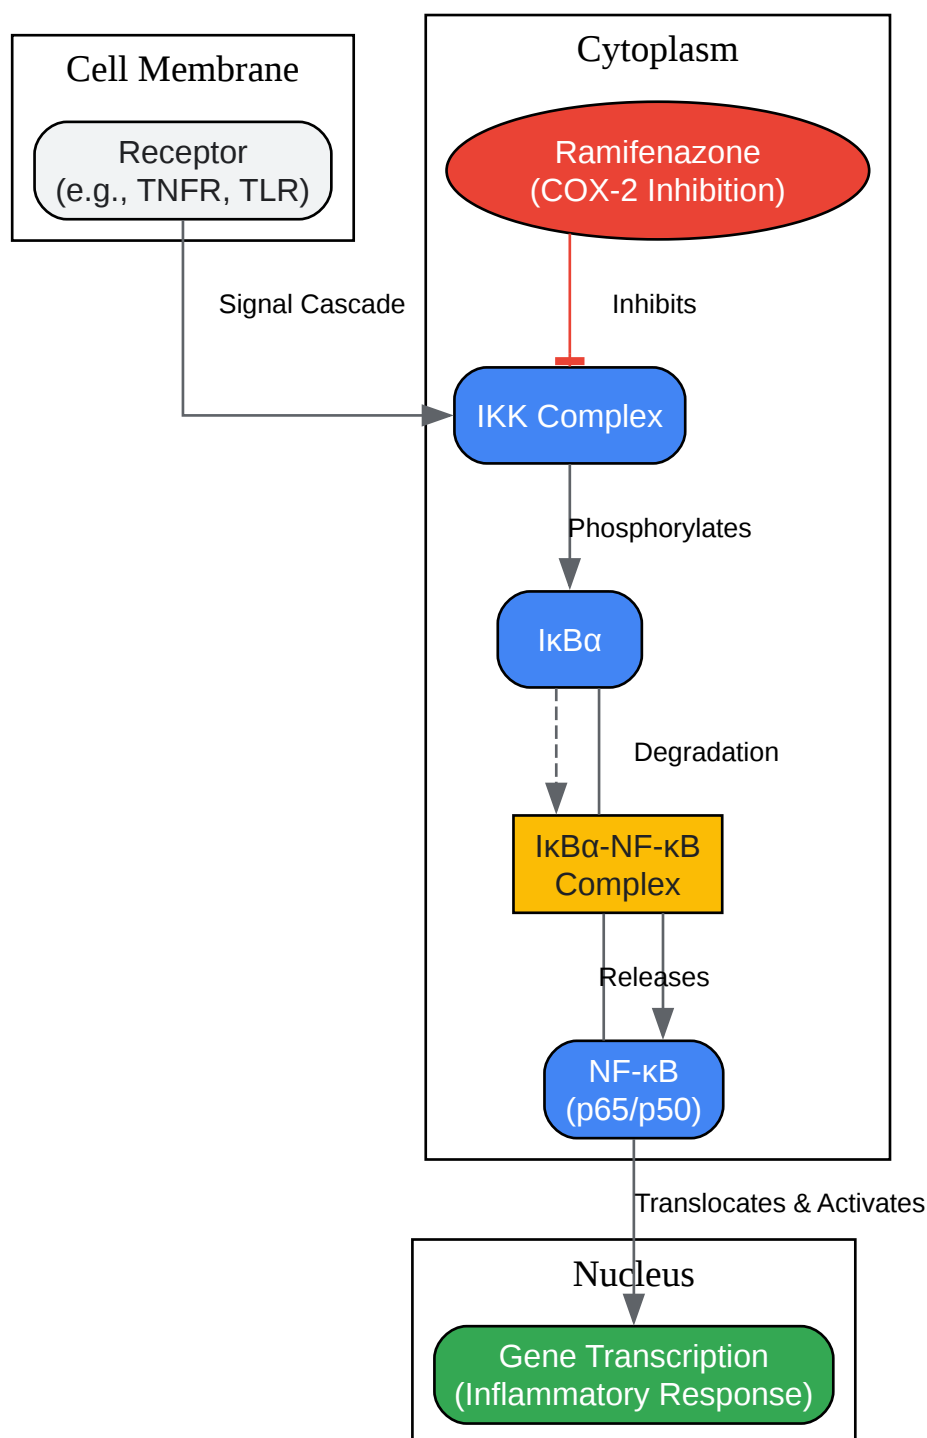 Cell Membrane
Receptor
(e.g., TNFR, TLR)
Cytoplasm
Ramifenazone
(COX-2 Inhibition)
Signal Cascade
Inhibits
IKK Complex
Phosphorylates
IκBα
Degradation
IκBα-NF-κB
Complex
Releases
NF-κB
(p65/p50)
Translocates & Activates
Nucleus
Gene Transcription
(Inflammatory Response)